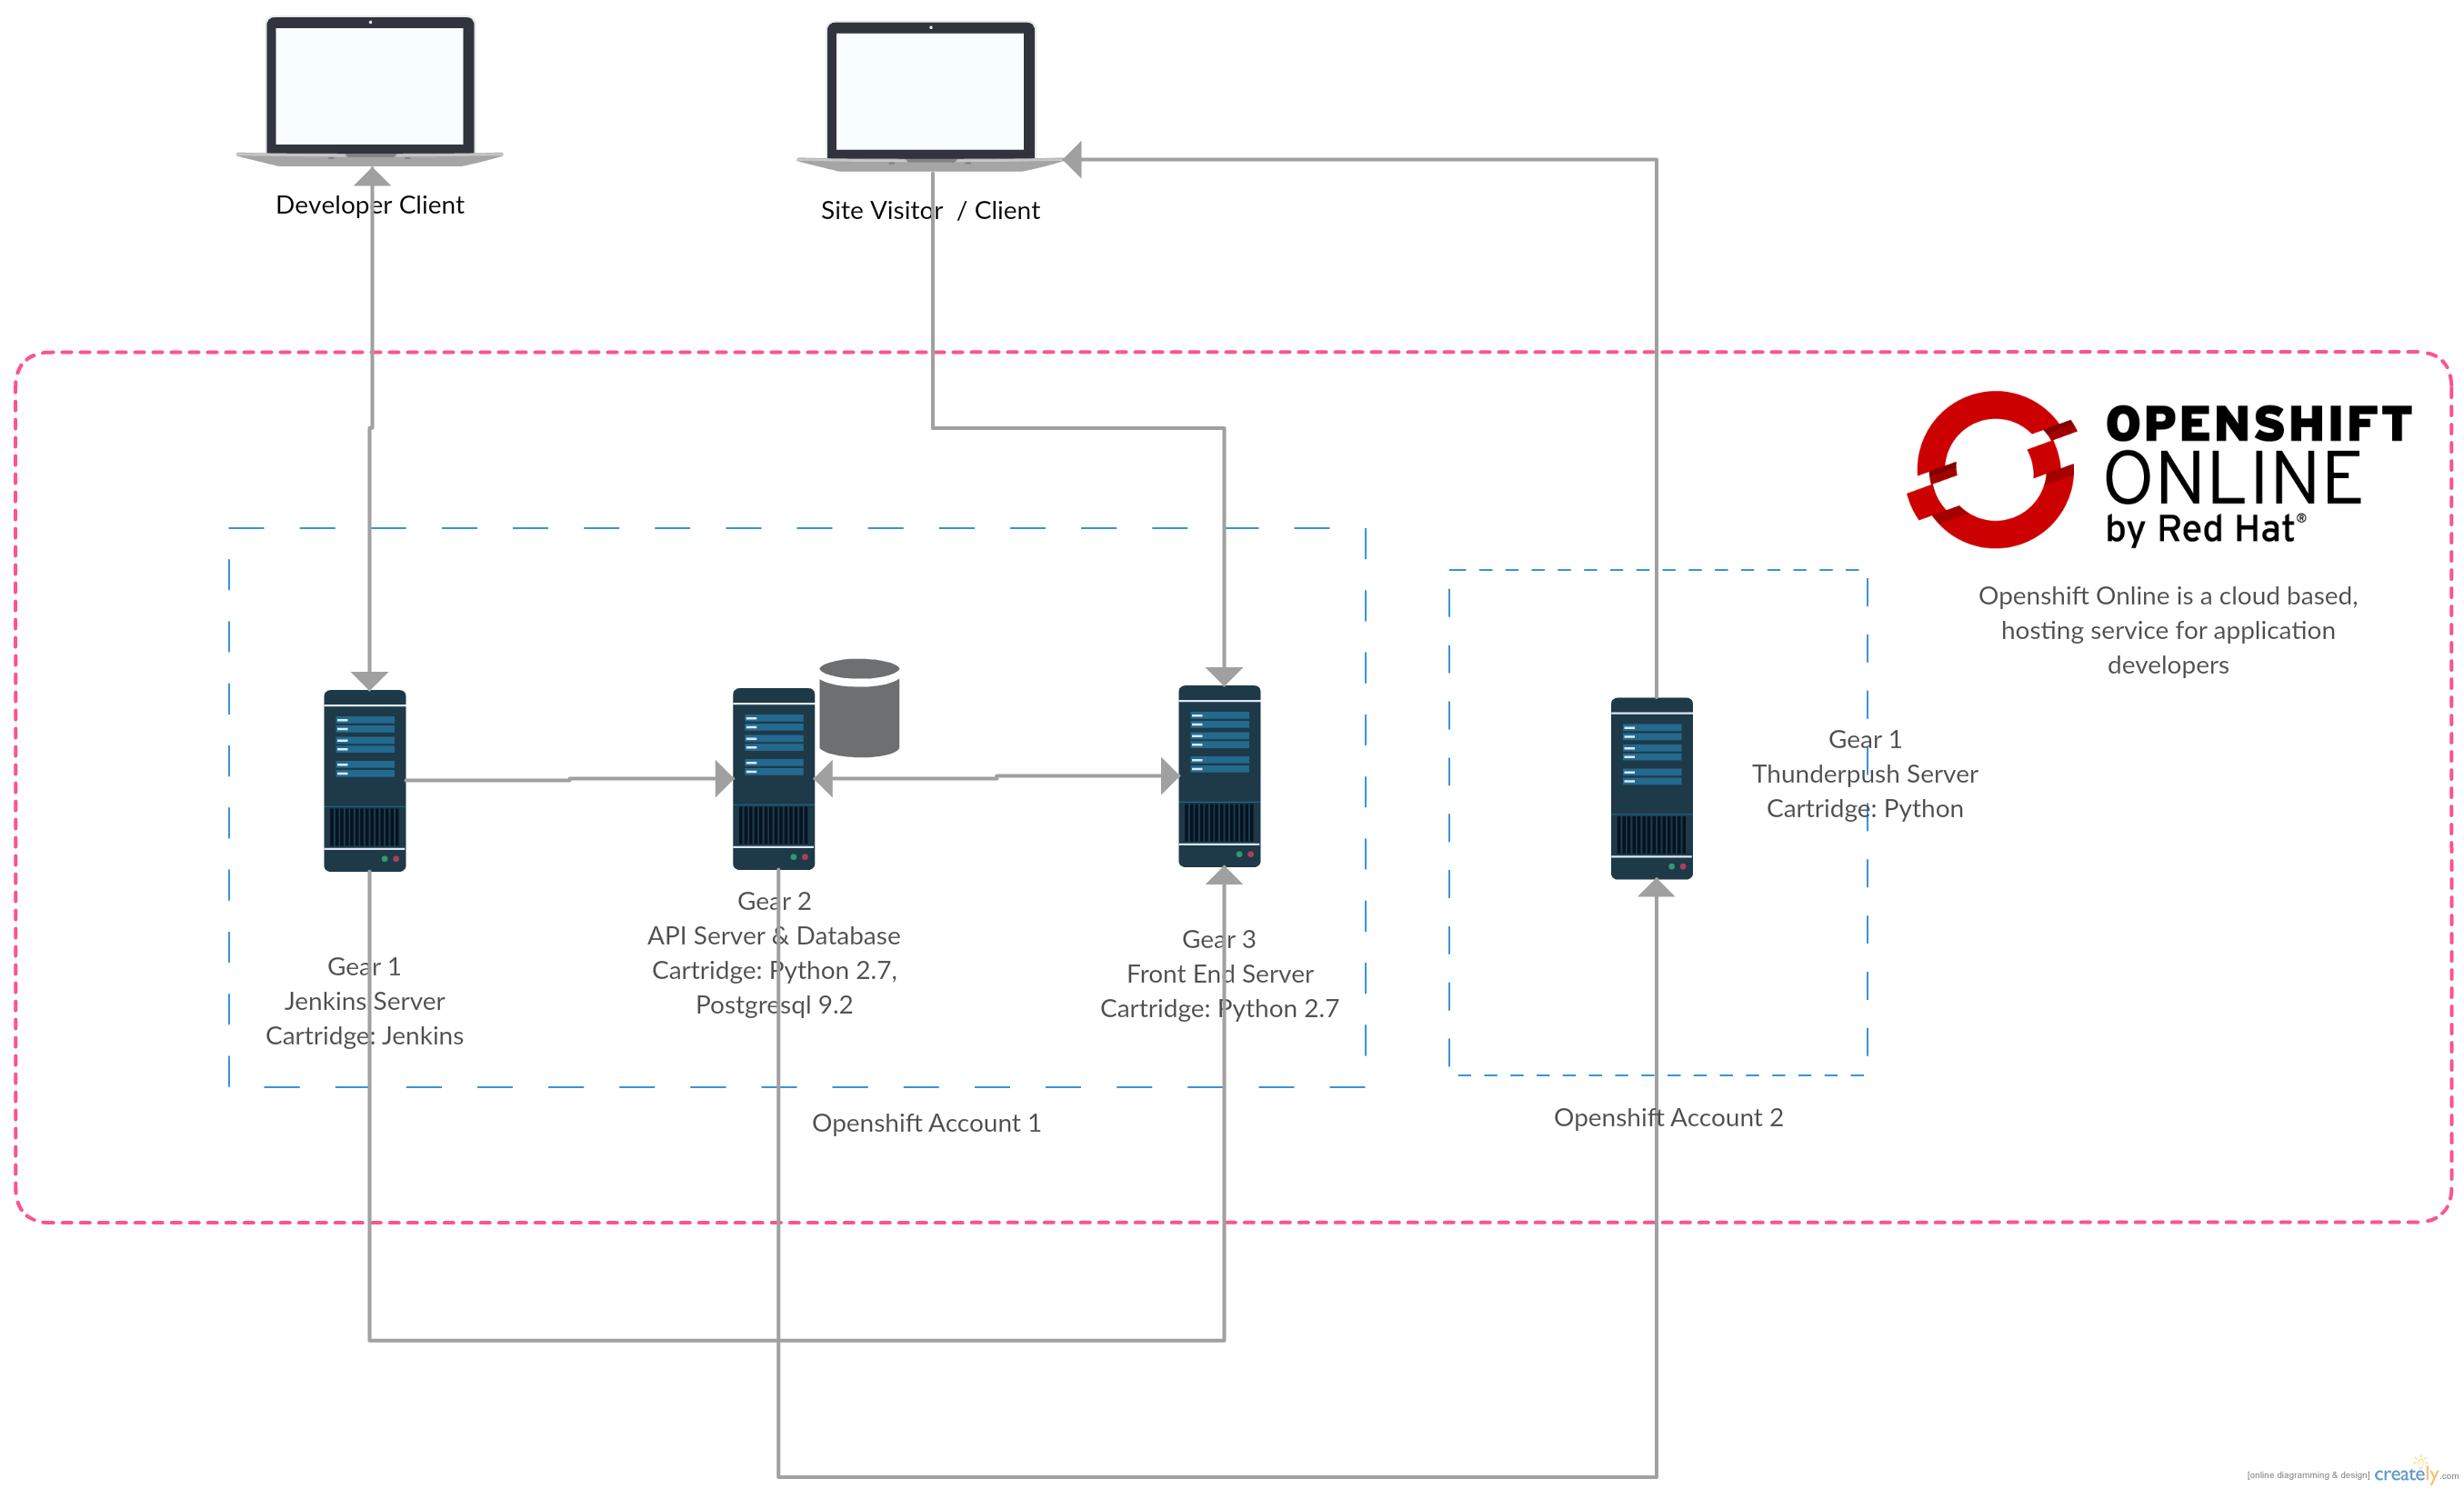 Developer Client
Site Visitor / Client
OPENSHIFT
ONLINE
by Red Hat®
Openshift Online is a cloud based,
hosting service for application
developers
Gear 1
Jenkins Server
Cartridge: Jenkins
Gear 2
API Server & Database
Cartridge: Python 2.7,
Postgresql 9.2
Gear 3
Front End Server
Cartridge: Python 2.7
Gear 1
Thunderpush Server
Cartridge: Python
Openshift Account 1
Openshift Account 2
[online diagramming & design] creately.com